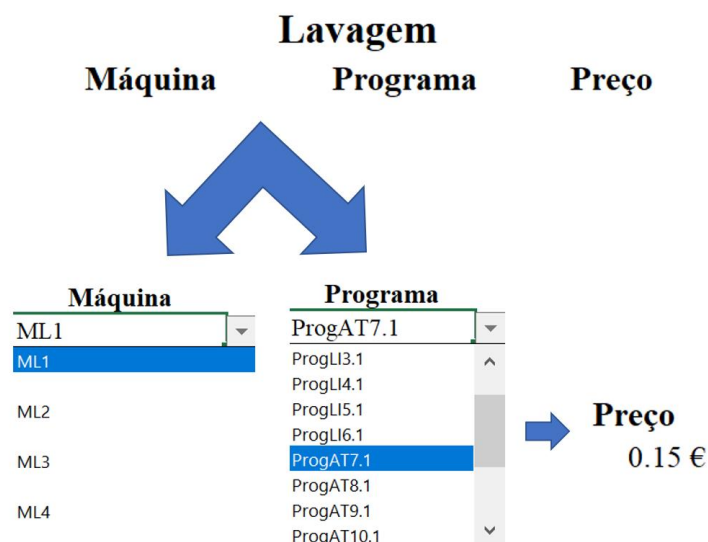 Lavagem
Máquina Programa Preço
Máquina
ML1
ML1
ML2
ML3
ML4
Programa
ProgAT7.1
ProgLI3.1
ProgLI4.1
ProgLI5.1
ProgLI6.1
ProgAT7.1
ProgAT8.1
ProgAT9.1
ProgAT10.1
Preço
0.15 €